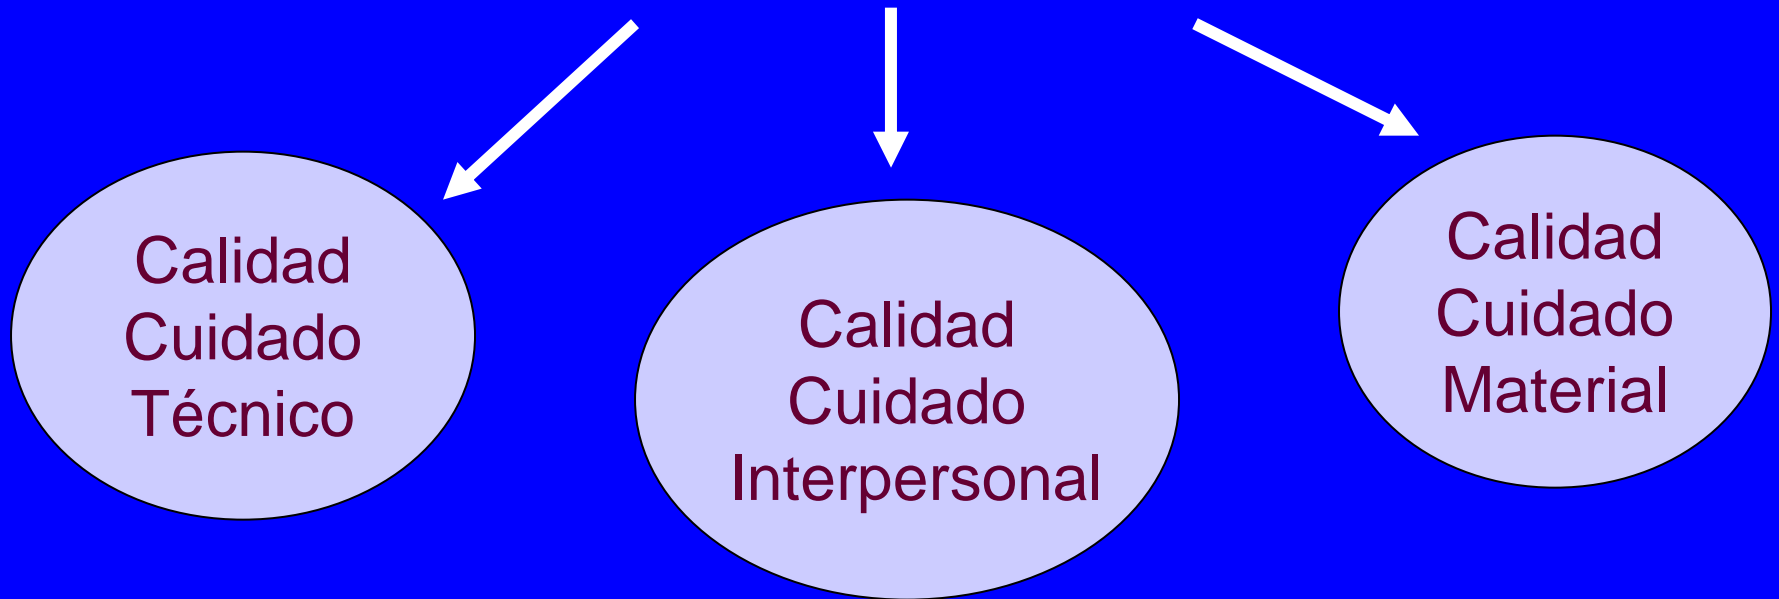 Calidad
Cuidado
Técnico
Calidad
Cuidado
Interpersonal
Calidad
Cuidado
Material